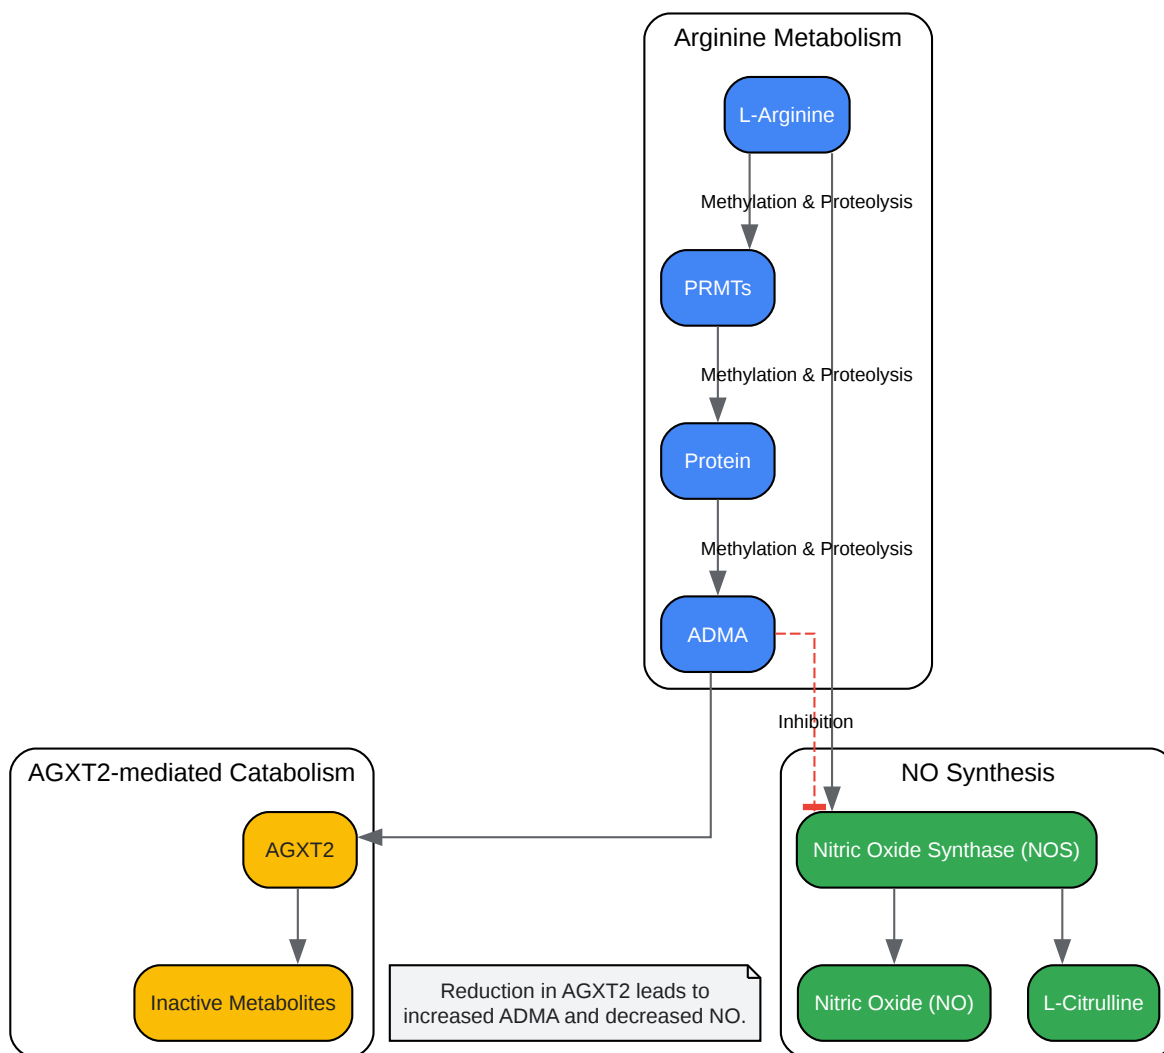 Arginine Metabolism
L-Arginine
Methylation & Proteolysis
PRMTs
Methylation & Proteolysis
Protein
Methylation & Proteolysis
ADMA
Inhibition
AGXT2-mediated Catabolism
AGXT2
Inactive Metabolites
Reduction in AGXT2 leads to
increased ADMA and decreased NO.
NO Synthesis
Nitric Oxide Synthase (NOS)
Nitric Oxide (NO)
L-Citrulline